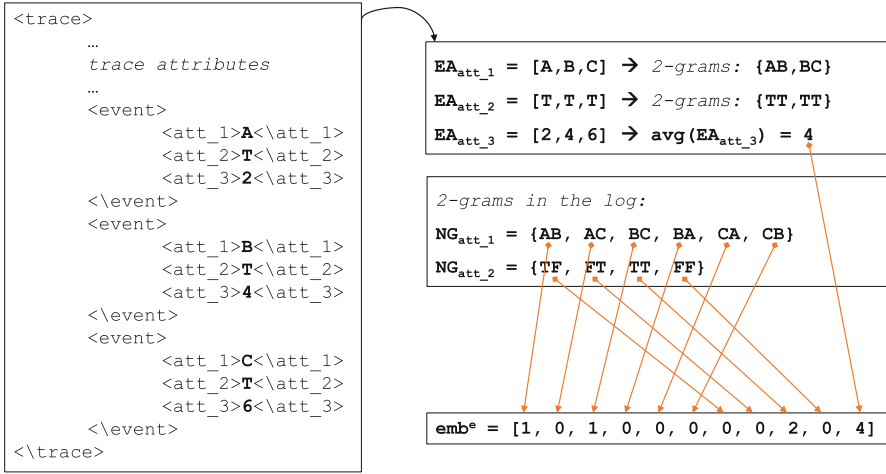 <trace>
…
trace attributes
…
<event>
<att_1>A<\att_1>
<att_2>T<\att_2>
<att_3>2<\att_3>
<\event>
<event>
<att_1>B<\att_1>
<att_2>T<\att_2>
<att_3>4<\att_3>
<\event>
<event>
<att_1>C<\att_1>
<att_2>T<\att_2>
<att_3>6<\att_3>
<\event>
<\trace>
EAatt_1 = [A,B,C] → 2-grams: {AB,BC}
EAatt_2 = [T,T,T] → 2-grams: {TT,TT}
EAatt_3 = [2,4,6] → avg(EAatt_3) = 4
2-grams in the log:
NGatt_1 = {AB, AC, BC, BA, CA, CB}
NGatt_2 = {TF, FT, TT, FF}
embᵉ = [1, 0, 1, 0, 0, 0, 0, 0, 2, 0, 4]